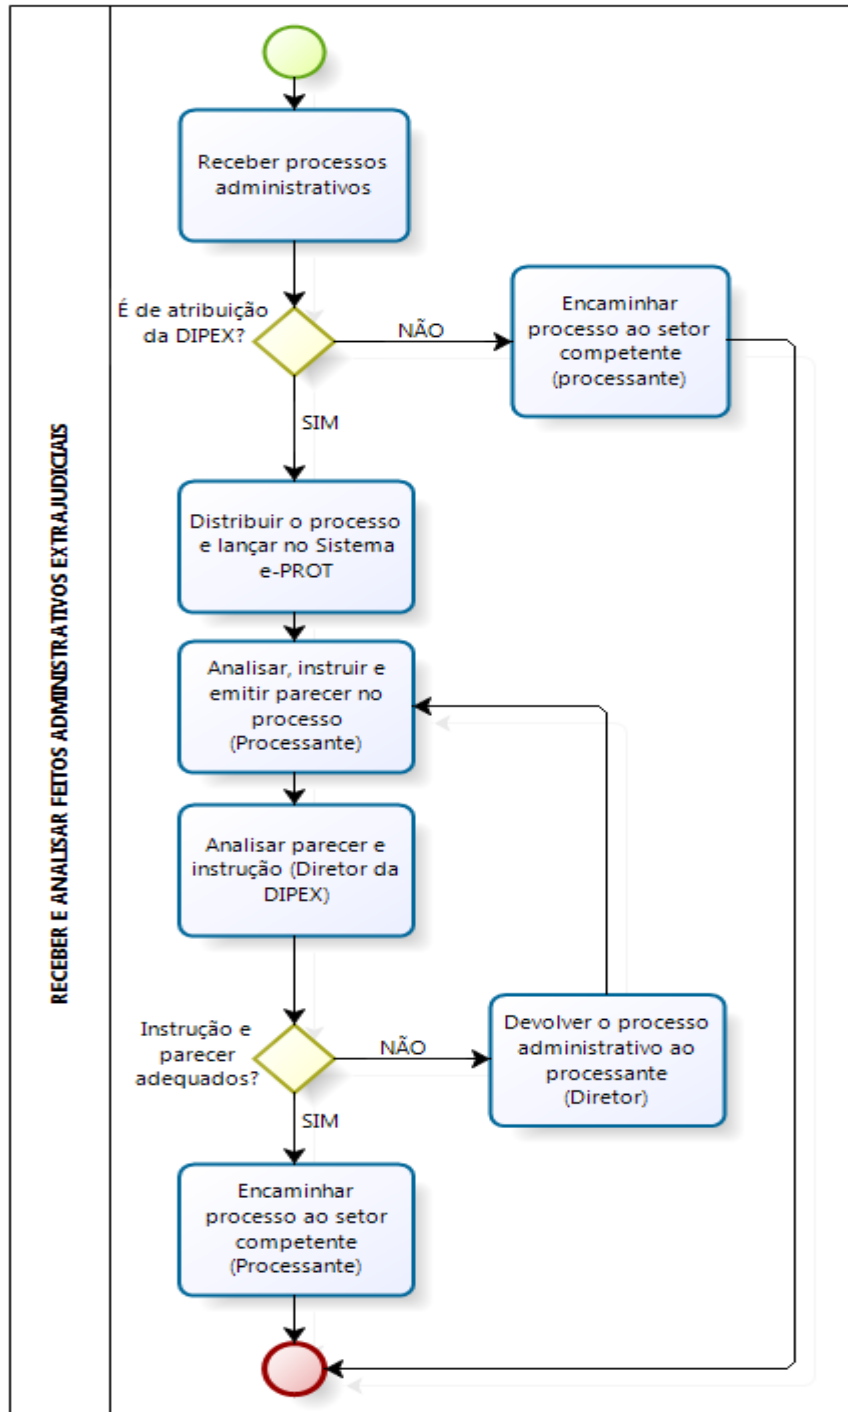 RECEBER E ANALISAR FEITOS ADMINISTRATIVOS EXTRAJUDICIAIS
Receber processos
administrativos
É de atribuição
da DIPEX?
NÃO
Encaminhar
processo ao setor
competente
(processante)
SIM
Distribuir o processo
e lançar no Sistema
e-PROT
Analisar, instruir e
emitir parecer no
processo
(Processante)
Analisar parecer e
instrução (Diretor da
DIPEX)
Instrução e
parecer
adequados?
NÃO
Devolver o processo
administrativo ao
processante
(Diretor)
SIM
Encaminhar
processo ao setor
competente
(Processante)